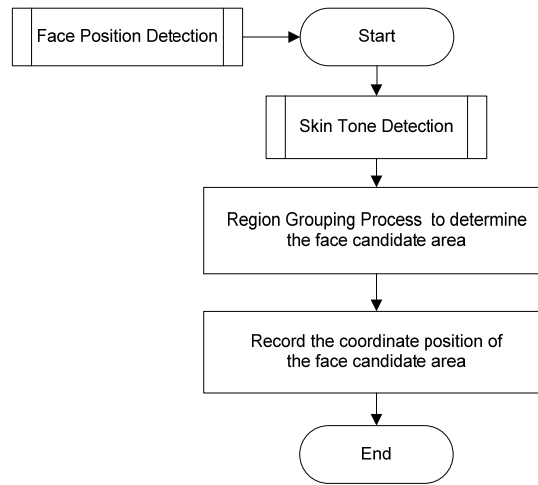 Face Position Detection
Start
Skin Tone Detection
Region Grouping Process to determine
the face candidate area
Record the coordinate position of
the face candidate area
End